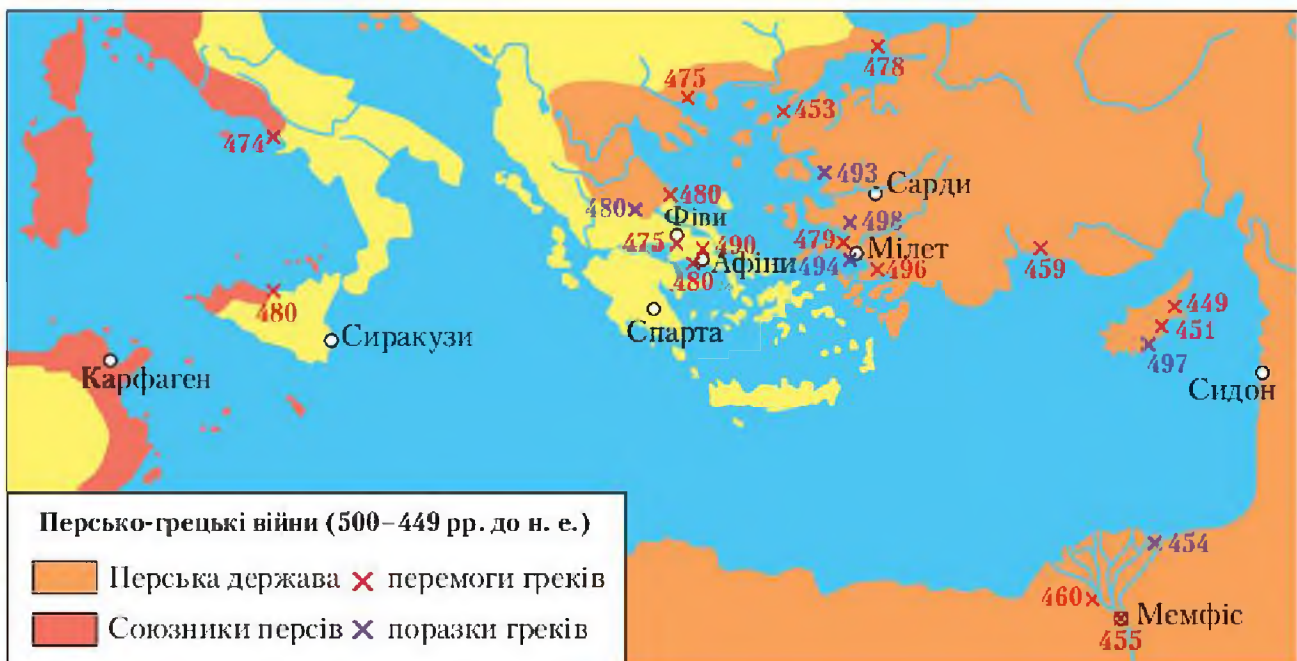 478
475
453
474
493
Сарди
480
480
Фіви
498
475
490
479
Мілет
Афіни
494
496
459
480
480
449
Спарта
451
Сиракузи
497
Карфаген
Сидон
Персько-грецькі війни (500–449 рр. до н. е.)
454
Перська держава × перемоги греків
460
Мемфіс
Союзники персів × поразки греків
455